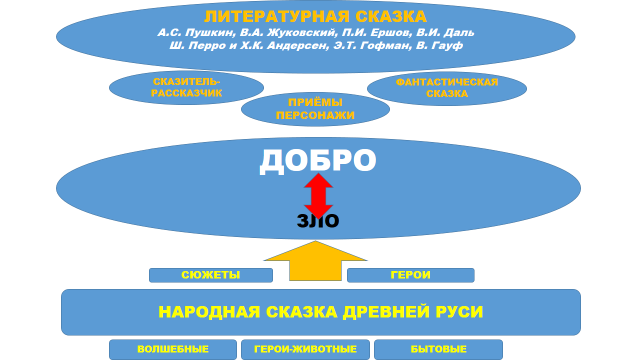 ЛИТЕРАТУРНАЯ СКАЗКА
А.С. Пушкин, В.А. Жуковский, П.И. Ершов, В.И. Даль
Ш. Перро и Х.К. Андерсен, Э.Т. Гофман, В. Гауф
СКАЗИТЕЛЬ-
РАССКАЗЧИК
ФАНТАСТИЧЕСКАЯ
СКАЗКА
ПРИЁМЫ
ПЕРСОНАЖИ
ДОБРО
ЗЛО
СЮЖЕТЫ
ГЕРОИ
НАРОДНАЯ СКАЗКА ДРЕВНЕЙ РУСИ
ВОЛШЕБНЫЕ
ГЕРОИ-ЖИВОТНЫЕ
БЫТОВЫЕ